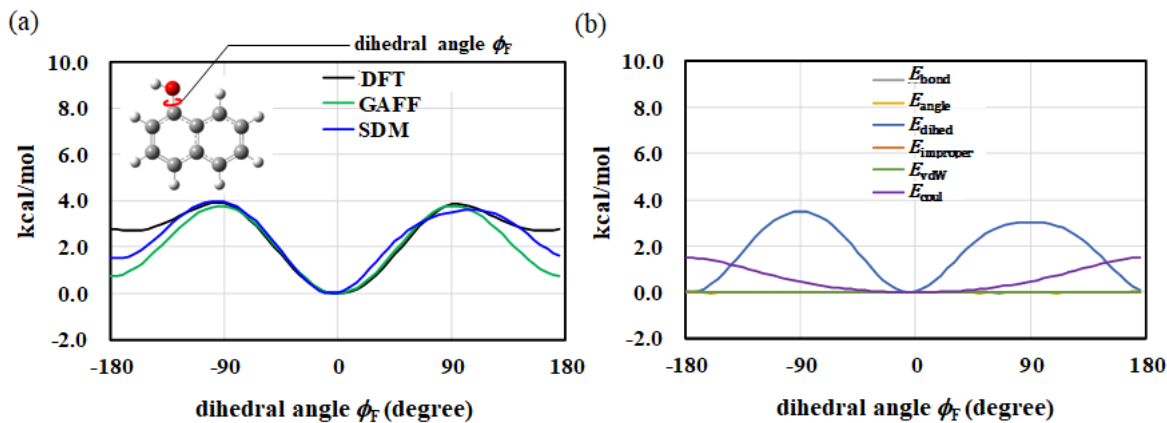 (a)
dihedral angle ϕF
10.0
8.0
6.0
4.0
2.0
0.0
-2.0
kcal/mol
DFT
GAFF
SDM
-180
-90
0
90
180
dihedral angle ϕF (degree)
(b)
10.0
8.0
6.0
4.0
2.0
0.0
-2.0
kcal/mol
Ebond
Eangle
Edihed
Eimproper
EvdW
Ecoul
-180
-90
0
90
180
dihedral angle ϕF (degree)